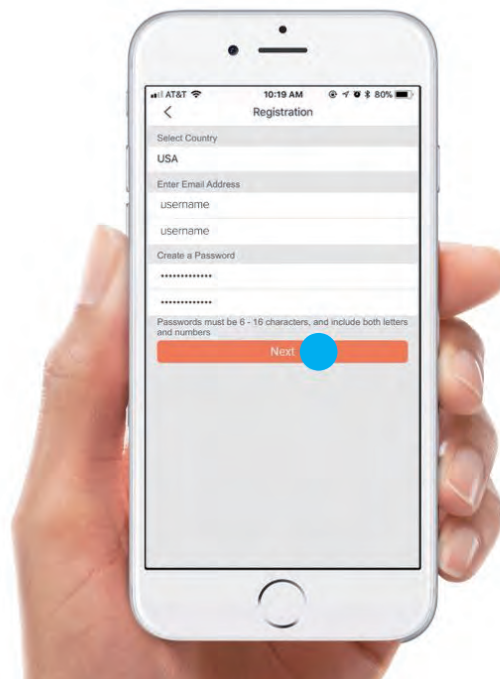 AT&T 10:19 AM 80%
Registration
Select Country
USA
Enter Email Address
username
username
Create a Password
•••••••••••••
•••••••••••••
Passwords must be 6 - 16 characters, and include both letters
and numbers
Next